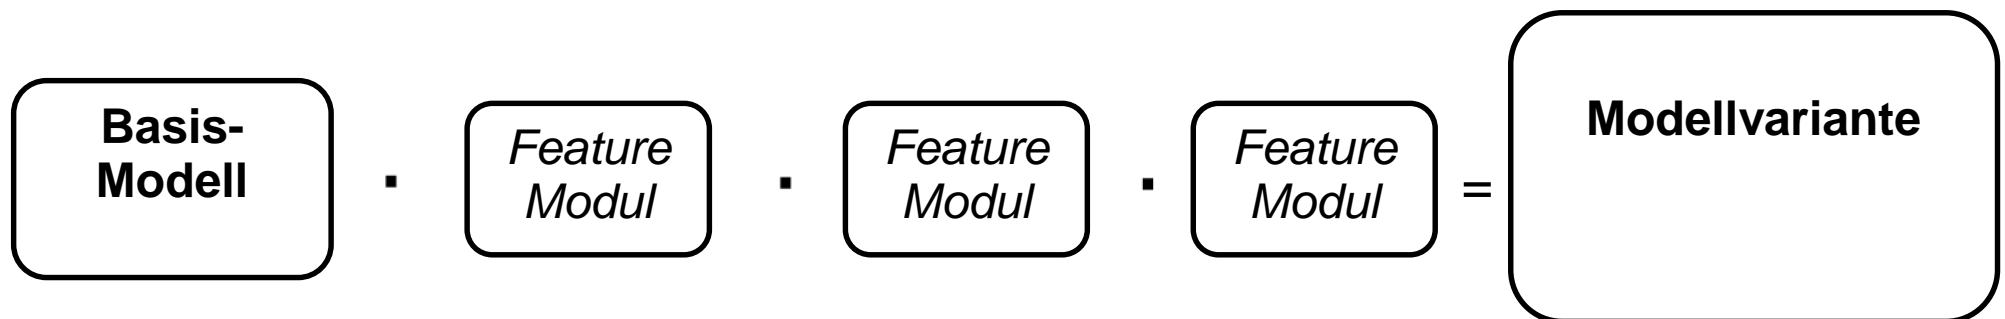 Basis-
Modell
·
Feature
Modul
·
Feature
Modul
·
Feature
Modul
=
Modellvariante